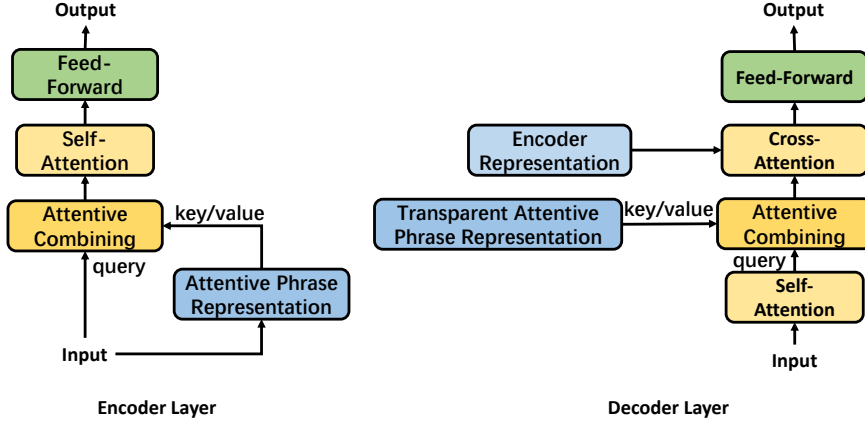 Output
Feed-
Forward
Self-
Attention
Attentive
Combining
key/value
query
Attentive Phrase
Representation
Input
Encoder Layer
Output
Feed-Forward
Encoder
Representation
Cross-
Attention
Transparent Attentive
Phrase Representation
key/value
Attentive
Combining
query
Self-
Attention
Input
Decoder Layer